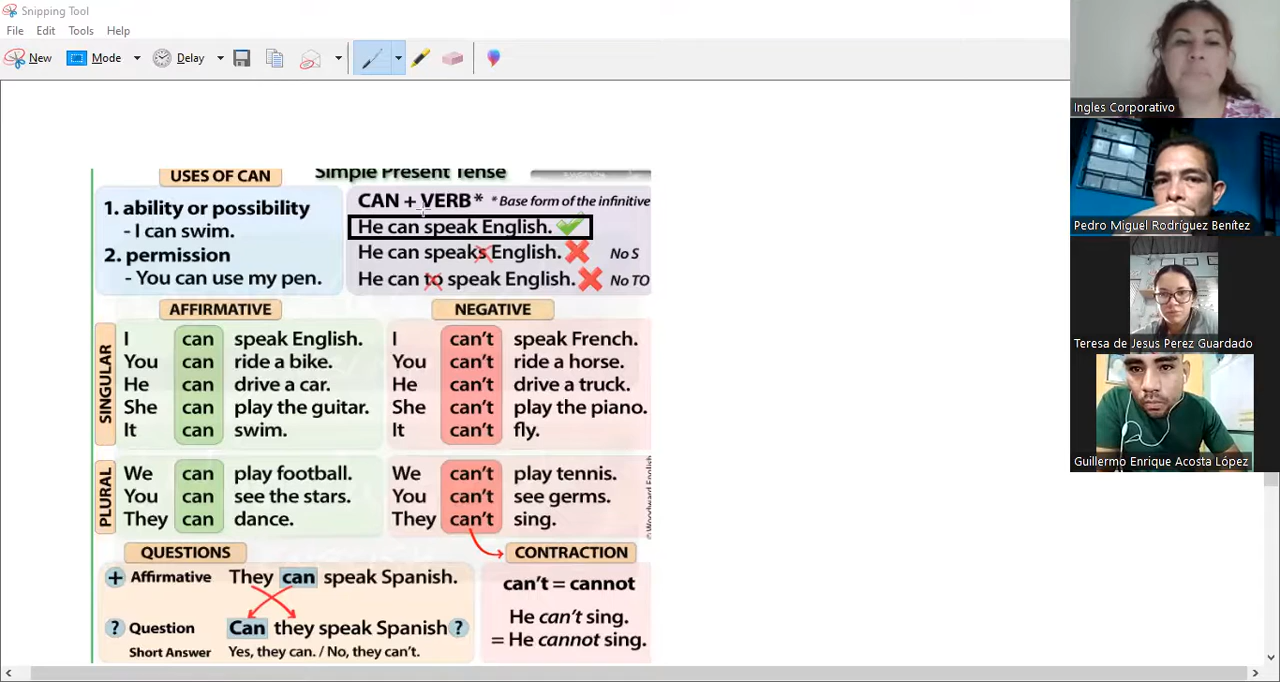 Snipping Tool
File Edit Tools Help
New Mode Delay
USES OF CAN
Simple Present Tense
1. ability or possibility
- I can swim.
2. permission
- You can use my pen.
CAN + VERB* * Base form of the infinitive
He can speak English.
He can speaks English. No S
He can to speak English. No TO
AFFIRMATIVE
NEGATIVE
SINGULAR
I can speak English.
You can ride a bike.
He can drive a car.
She can play the guitar.
It can swim.
I can't speak French.
You can't ride a horse.
He can't drive a truck.
She can't play the piano.
It can't fly.
PLURAL
We can play football.
You can see the stars.
They can dance.
We can't play tennis.
You can't see germs.
They can't sing.
©Woodward English
QUESTIONS
+ Affirmative They can speak Spanish.
? Question Can they speak Spanish?
Short Answer Yes, they can. / No, they can't.
CONTRACTION
can't = cannot
He can't sing.
= He cannot sing.
Ingles Corporativo
Pedro Miguel Rodríguez Benítez
Teresa de Jesus Perez Guardado
Guillermo Enrique Acosta López